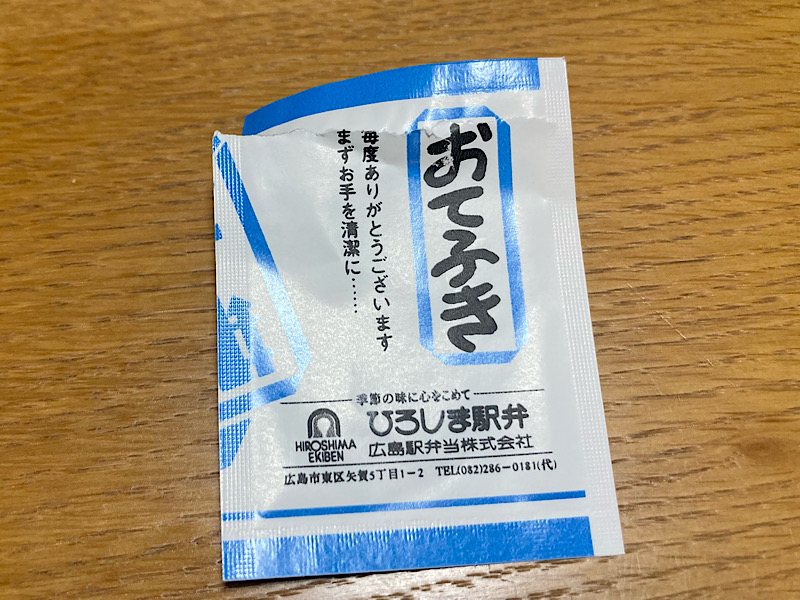 おてふき
毎度ありがとうございます
まずお手を清潔に……
季節の味に心をこめて
ひろしま駅弁
HIROSHIMA
EKIBEN
広島駅弁当株式会社
広島市東区矢賀5丁目1-2 TEL(082)286-0181(代)